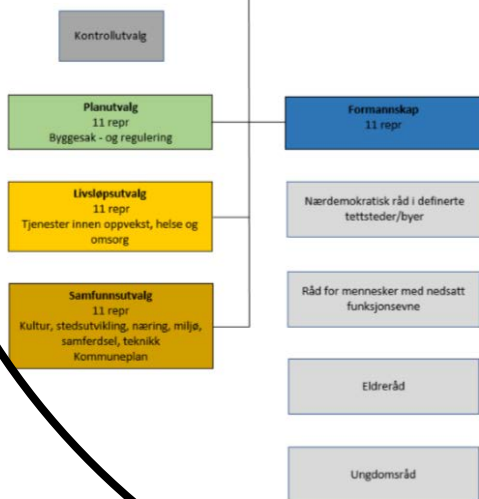 Kontrollutvalg
Planutvalg
11 repr
Byggesak - og regulering
Formannskap
11 repr
Livsløpsutvalg
11 repr
Tjenester innen oppvekst, helse og
omsorg
Nærdemokratisk råd i definerte
tettsteder/byer
Samfunnsutvalg
11 repr
Kultur, stedsutvikling, næring, miljø,
samferdsel, teknikk
Kommuneplan
Råd for mennesker med nedsatt
funksjonsevne
Eldreråd
Ungdomsråd